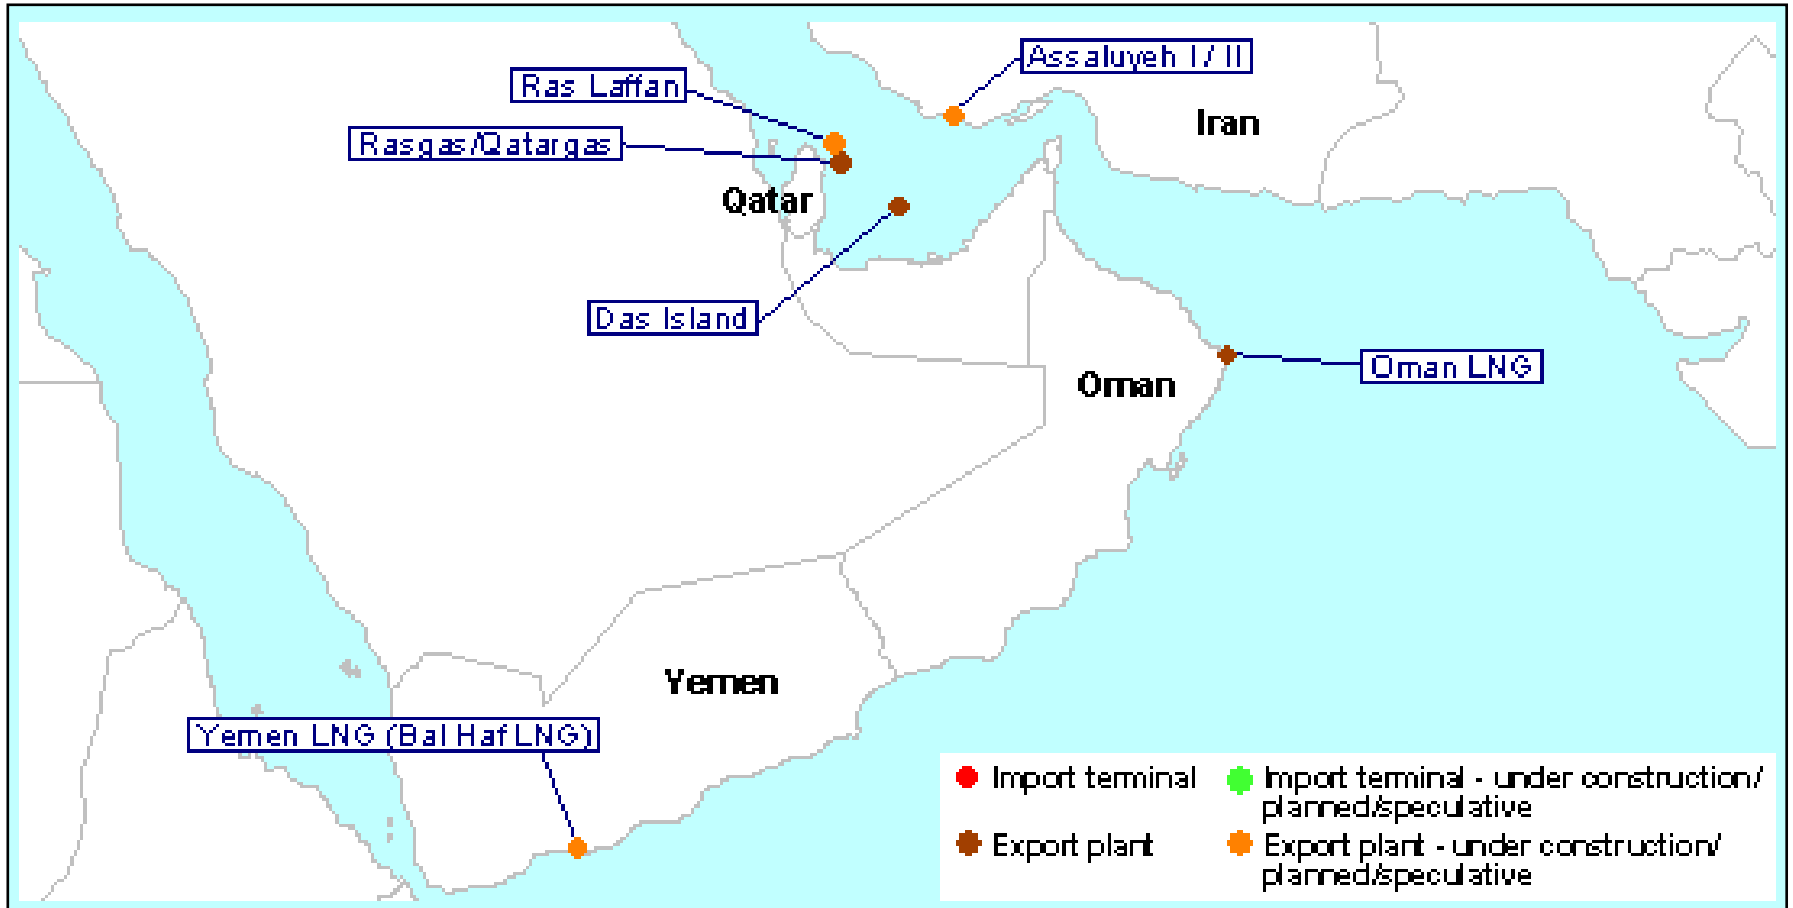 Assaluyeh I / II
Ras Laffan
Iran
Rasgas/Qatargas
Qatar
Das Island
Oman LNG
Oman
Yemen
Yemen LNG (Bal Haf LNG)
Import terminal
Import terminal - under construction/
planned/speculative
Export plant
Export plant - under construction/
planned/speculative